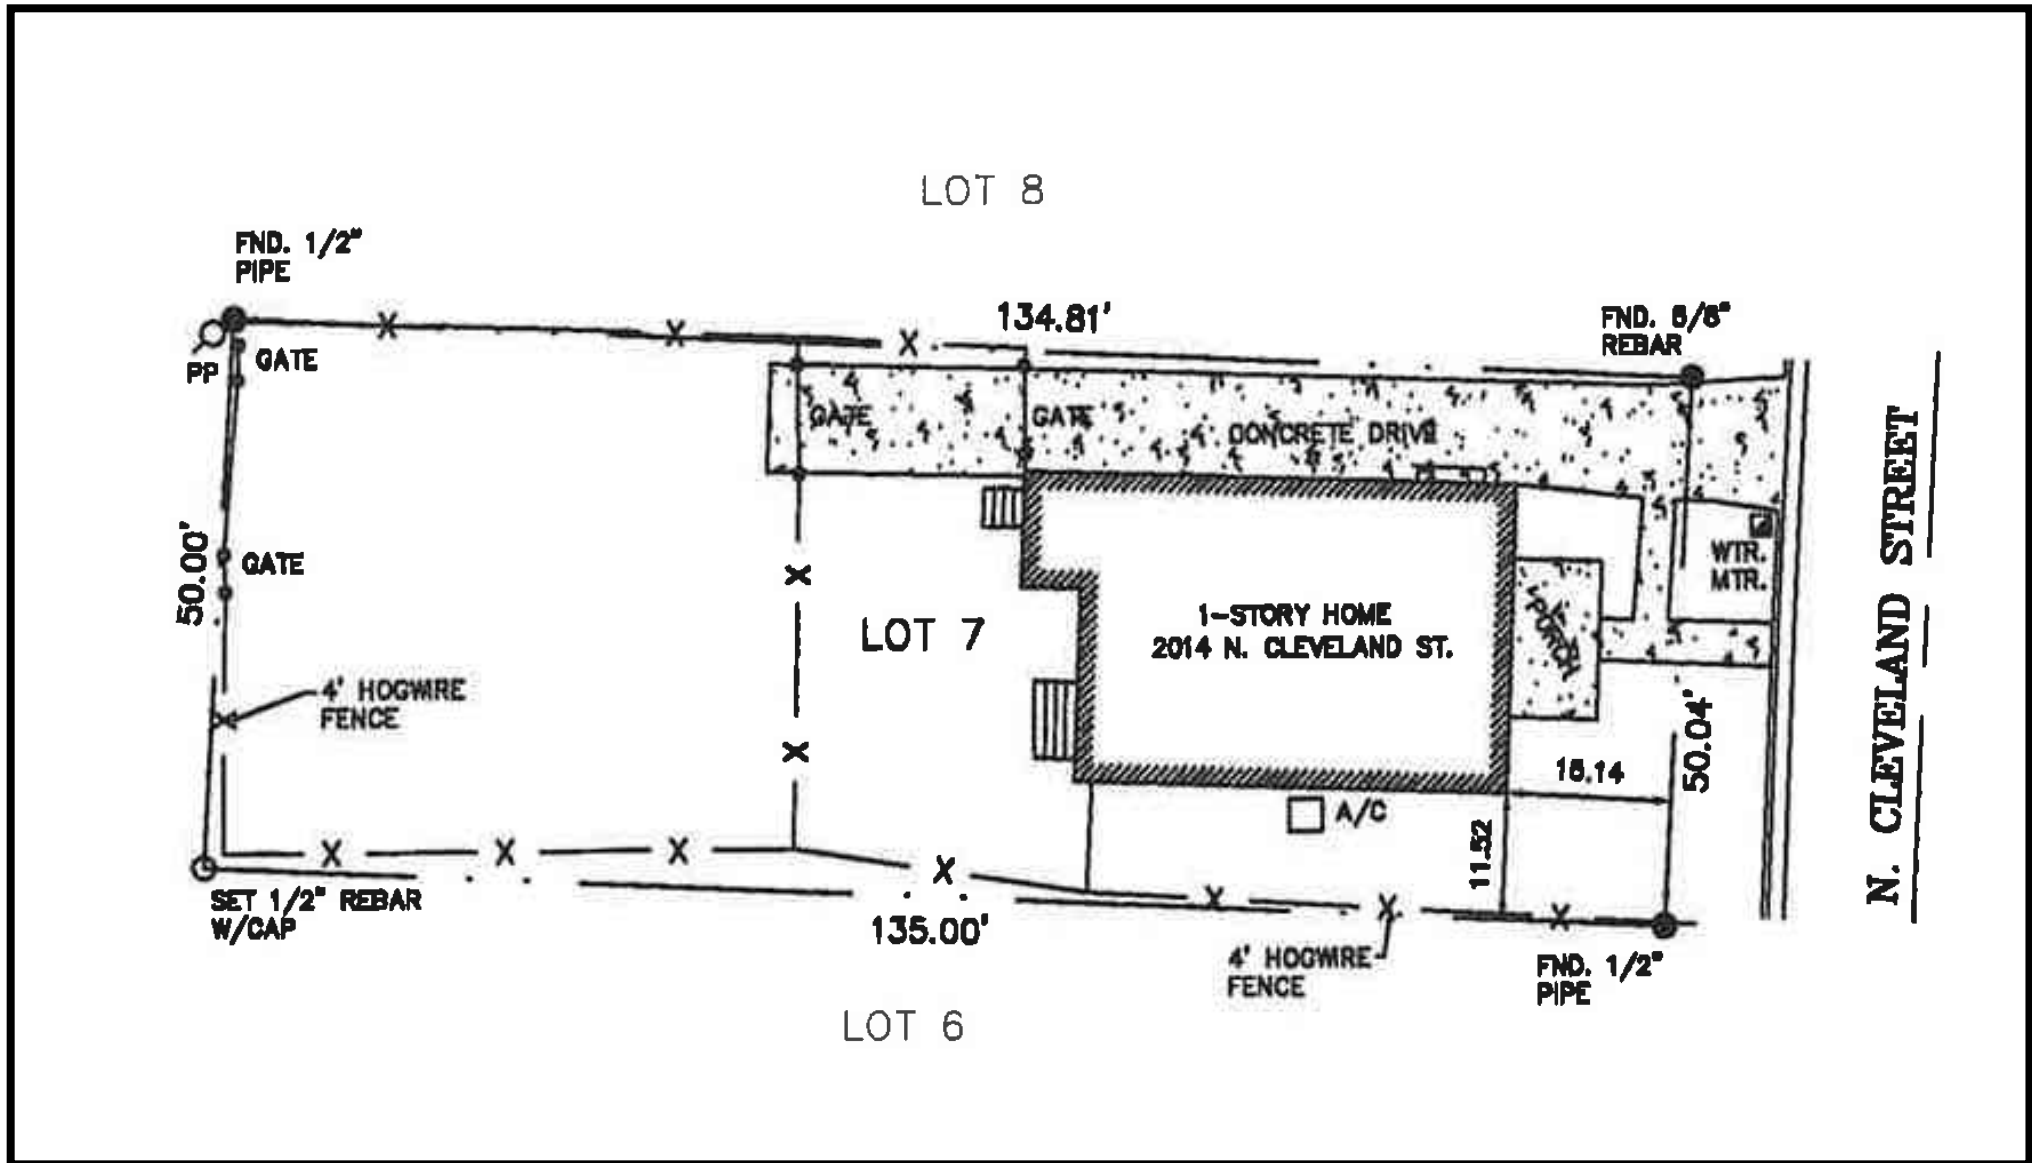 LOT 8
FND. 1/2"
PIPE
134.81'
FND. 5/8"
REBAR
PP
GATE
GATE
GATE
CONCRETE DRIVE
50.00'
GATE
WTR.
MTR.
N. CLEVELAND STREET
1-STORY HOME
2014 N. CLEVELAND ST.
PORCH
LOT 7
4' HOGWIRE
FENCE
50.04'
A/C
11.52
SET 1/2" REBAR
W/CAP
135.00'
4' HOGWIRE
FENCE
FND. 1/2"
PIPE
LOT 6